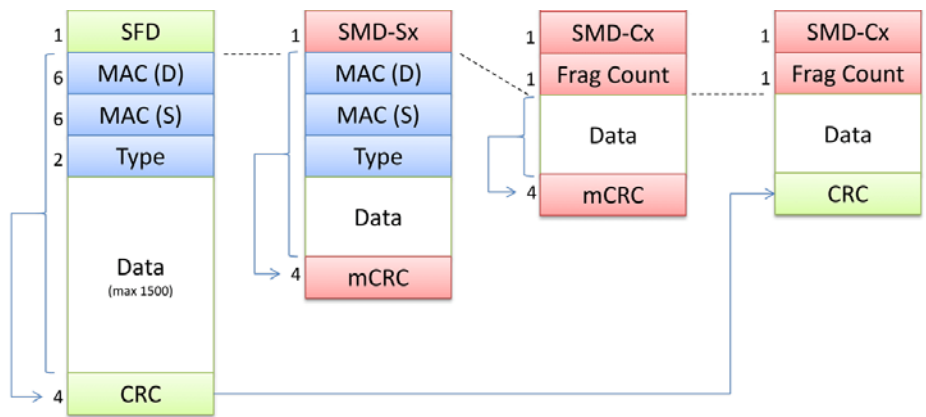 1 SFD
6 MAC (D)
6 MAC (S)
2 Type
Data
(max 1500)
4 CRC
1 SMD-Sx
MAC (D)
MAC (S)
Type
Data
4 mCRC
1 SMD-Cx
1 Frag Count
Data
4 mCRC
1 SMD-Cx
1 Frag Count
Data
CRC